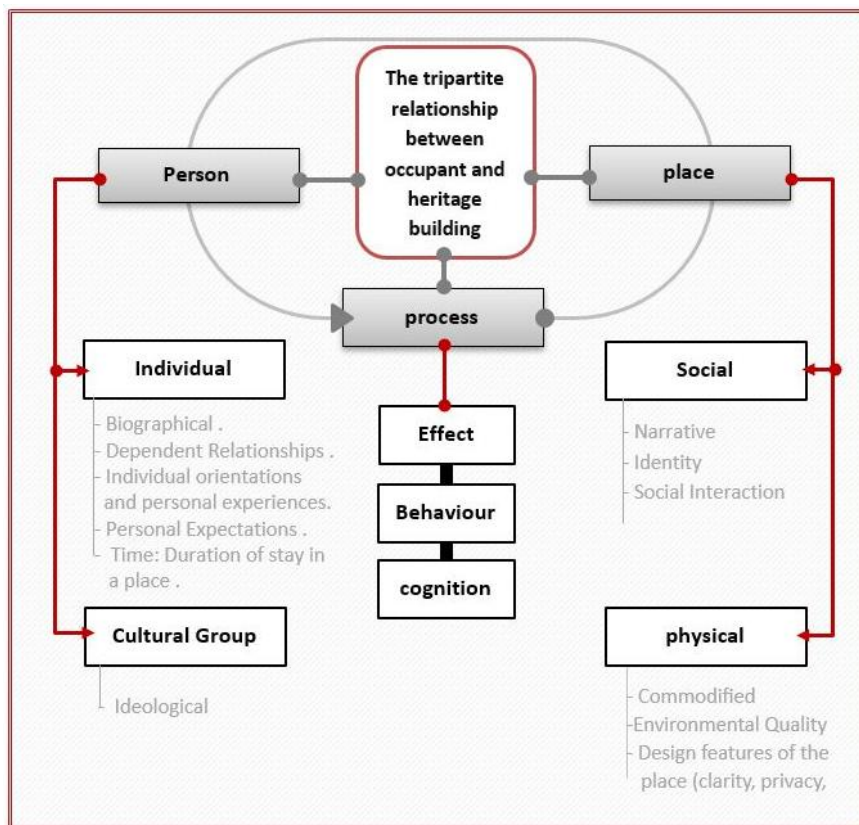 The tripartite
relationship
between
occupant and
heritage
building
Person
place
process
Individual
- Biographical .
- Dependent Relationships .
- Individual orientations
and personal experiences.
- Personal Expectations .
- Time: Duration of stay in
a place .
Cultural Group
- Ideological
Effect
Behaviour
cognition
Social
- Narrative
- Identity
- Social Interaction
physical
- Commodified
- Environmental Quality
- Design features of the
place (clarity, privacy,